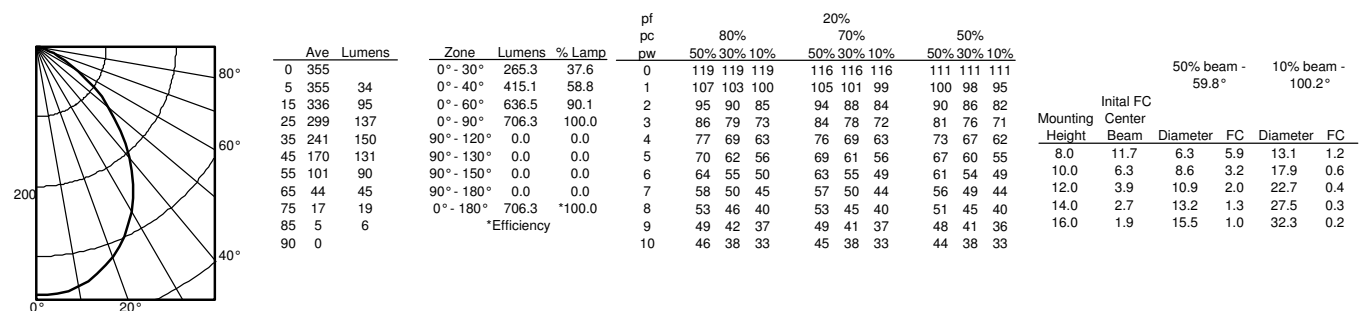 80°
60°
200
40°
0° 20°
Ave Lumens
0 355
5 355 34
15 336 95
25 299 137
35 241 150
45 170 131
55 101 90
65 44 45
75 17 19
85 5 6
90 0
Zone Lumens % Lamp
0° - 30° 265.3 37.6
0° - 40° 415.1 58.8
0° - 60° 636.5 90.1
0° - 90° 706.3 100.0
90° - 120° 0.0 0.0
90° - 130° 0.0 0.0
90° - 150° 0.0 0.0
90° - 180° 0.0 0.0
0° - 180° 706.3 *100.0
*Efficiency
pf 20%
pc 80% 70% 50%
pw 50% 30% 10% 50% 30% 10% 50% 30% 10%
0 119 119 119 116 116 116 111 111 111
1 107 103 100 105 101 99 100 98 95
2 95 90 85 94 88 84 90 86 82
3 86 79 73 84 78 72 81 76 71
4 77 69 63 76 69 63 73 67 62
5 70 62 56 69 61 56 67 60 55
6 64 55 50 63 55 49 61 54 49
7 58 50 45 57 50 44 56 49 44
8 53 46 40 53 45 40 51 45 40
9 49 42 37 49 41 37 48 41 36
10 46 38 33 45 38 33 44 38 33
50% beam - 10% beam -
59.8° 100.2°
Inital FC
Mounting Center
Height Beam Diameter FC Diameter FC
8.0 11.7 6.3 5.9 13.1 1.2
10.0 6.3 8.6 3.2 17.9 0.6
12.0 3.9 10.9 2.0 22.7 0.4
14.0 2.7 13.2 1.3 27.5 0.3
16.0 1.9 15.5 1.0 32.3 0.2